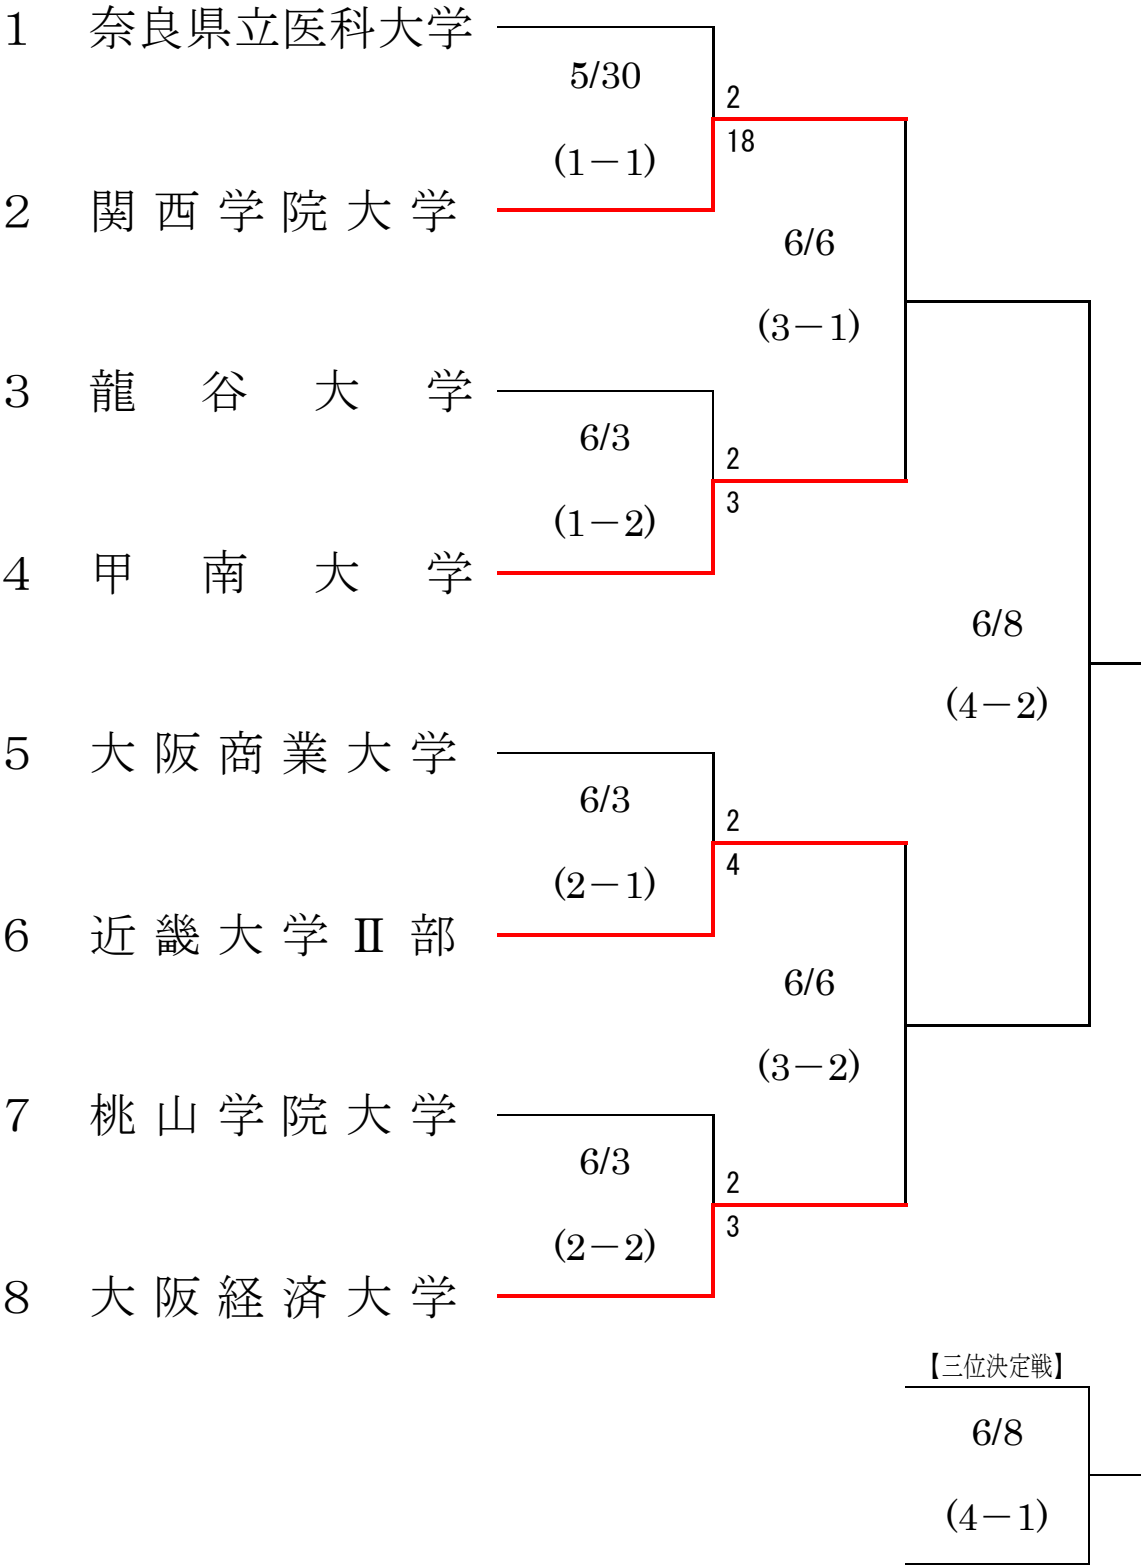 1 奈良県立医科大学
5/30
2
(1－1)
18
2 関西学院大学
6/6
(3－1)
3 龍谷大学
6/3
2
(1－2)
3
4 甲南大学
6/8
(4－2)
5 大阪商業大学
6/3
2
(2－1)
4
6 近畿大学Ⅱ部
6/6
(3－2)
7 桃山学院大学
6/3
2
(2－2)
3
8 大阪経済大学
【三位決定戦】
6/8
(4－1)